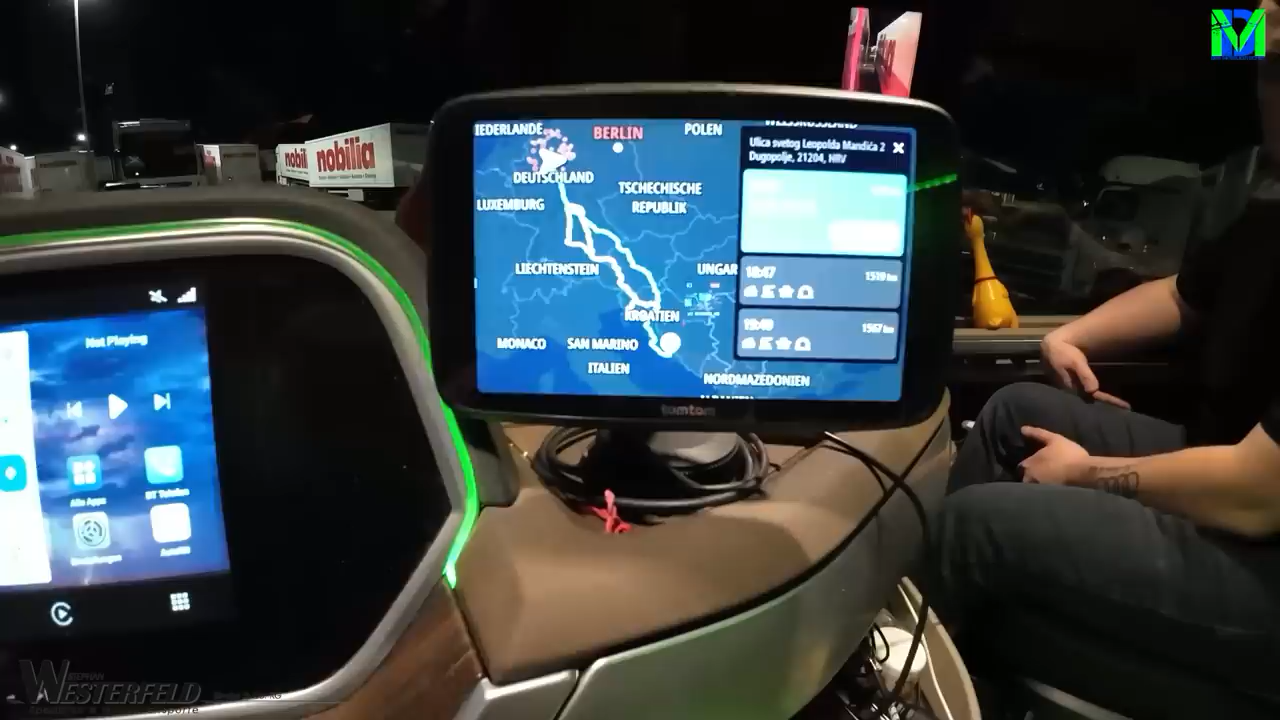 MD
nobilia
nobilia
IEDERLANDE
BERLIN
POLEN
DEUTSCHLAND
TSCHECHISCHE
REPUBLIK
LUXEMBURG
LIECHTENSTEIN
UNGAR
KROATIEN
MONACO
SAN MARINO
ITALIEN
NORDMAZEDONIEN
Ulica svetog Leopolda Mandića 2
Dugopolje, 21204, HRV
18:47
1519 km
19:49
1567 km
tomtom
Not Playing
Alle Apps
BT Telefon
WESTERFELD